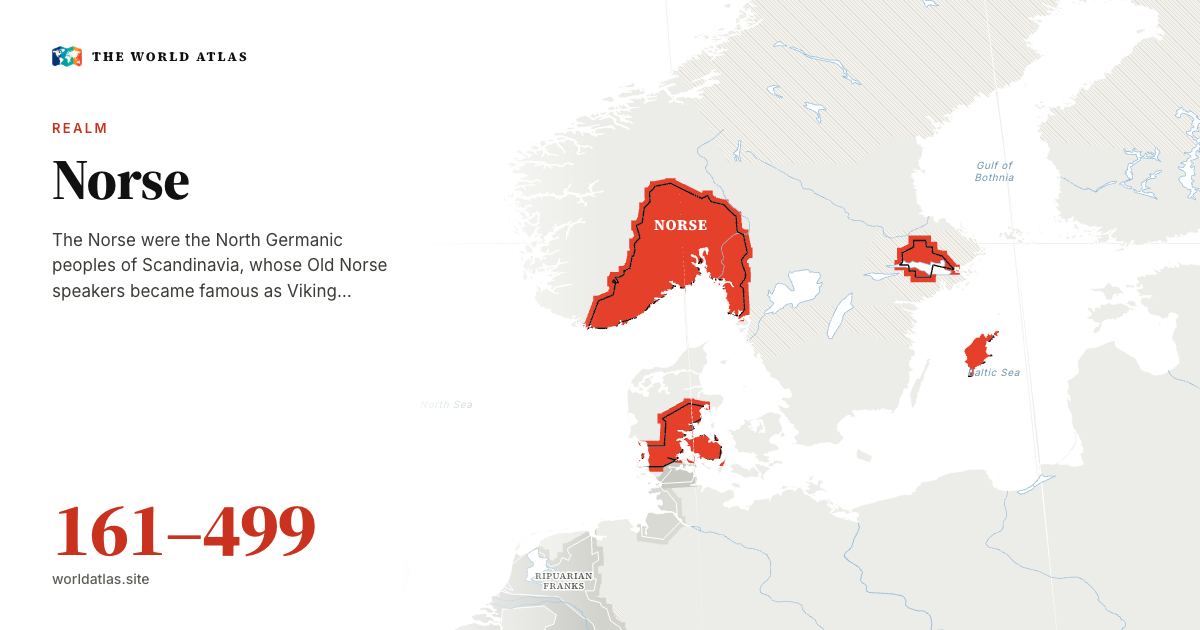 THE WORLD ATLAS
REALM
Norse
The Norse were the North Germanic
peoples of Scandinavia, whose Old Norse
speakers became famous as Viking...
161–499
worldatlas.site
Gulf of
Bothnia
NORSE
Baltic Sea
North Sea
RIPUARIAN
FRANKS